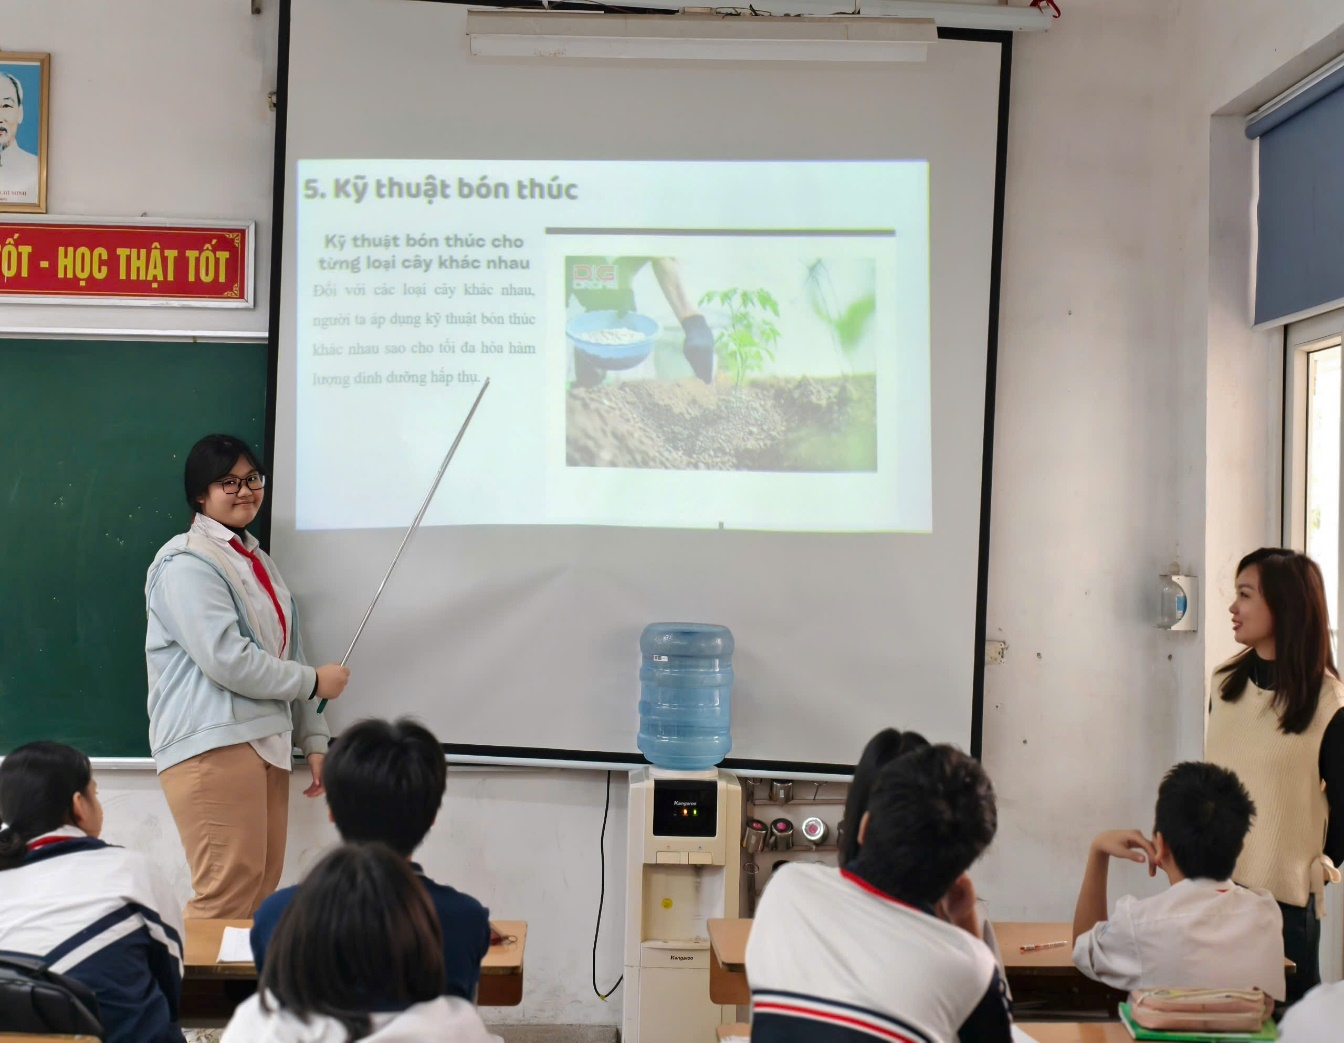 ỐT - HỌC THẬT TỐT
5. Kỹ thuật bón thúc
Kỹ thuật bón thúc cho
từng loại cây khác nhau
Đối với các loại cây khác nhau,
người ta áp dụng kỹ thuật bón thúc
khác nhau sao cho tối đa hóa hàm
lượng dinh dưỡng hấp thụ.
Kangaroo
Kangaroo